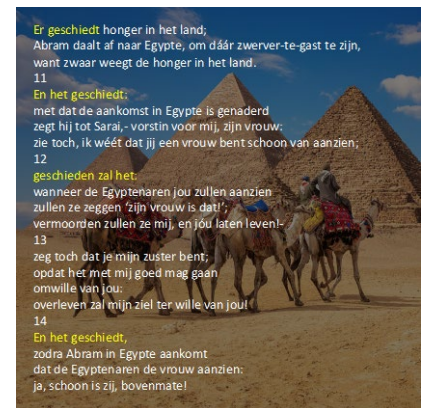 Er geschiedt honger in het land;
Abram daalt af naar Egypte, om dáár zwerver-te-gast te zijn,
want zwaar weegt de honger in het land.
11
En het geschiedt:
met dat de aankomst in Egypte is genaderd
zegt hij tot Sarai,- vorstin voor mij, zijn vrouw:
zie toch, ik wéét dat jij een vrouw bent schoon van aanzien;
12
geschieden zal het:
wanneer de Egyptenaren jou zullen aanzien
zullen ze zeggen ‘zijn vrouw is dat!’;
vermoorden zullen ze mij, en jóu laten leven!-
13
zeg toch dat je mijn zuster bent;
opdat het met mij goed mag gaan
omwille van jou:
overleven zal mijn ziel ter wille van jou!
14
En het geschiedt,
zodra Abram in Egypte aankomt
dat de Egyptenaren de vrouw aanzien:
ja, schoon is zij, bovenmate!